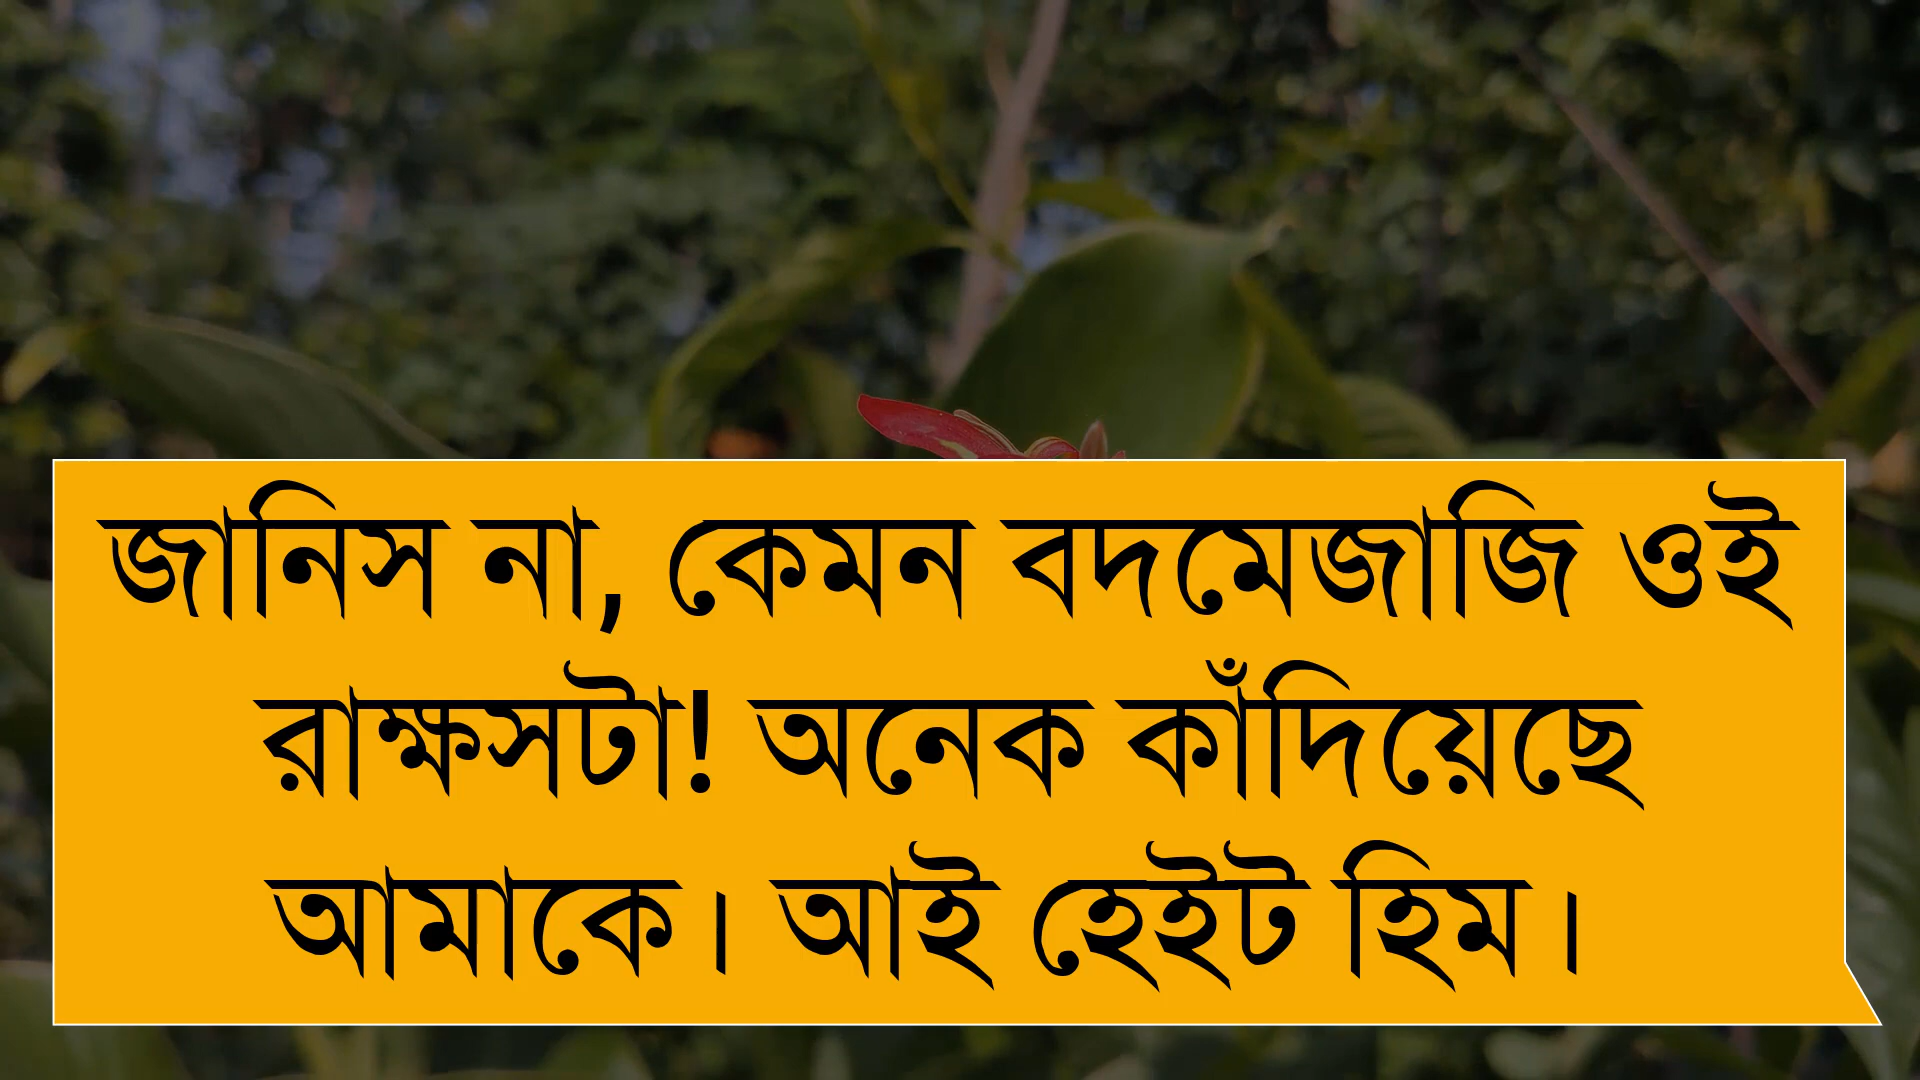 জানিস না, কেমন বদমেজাজি ওই
রাক্ষসটা! অনেক কাঁদিয়েছে
আমাকে। আই হেইট হিম।